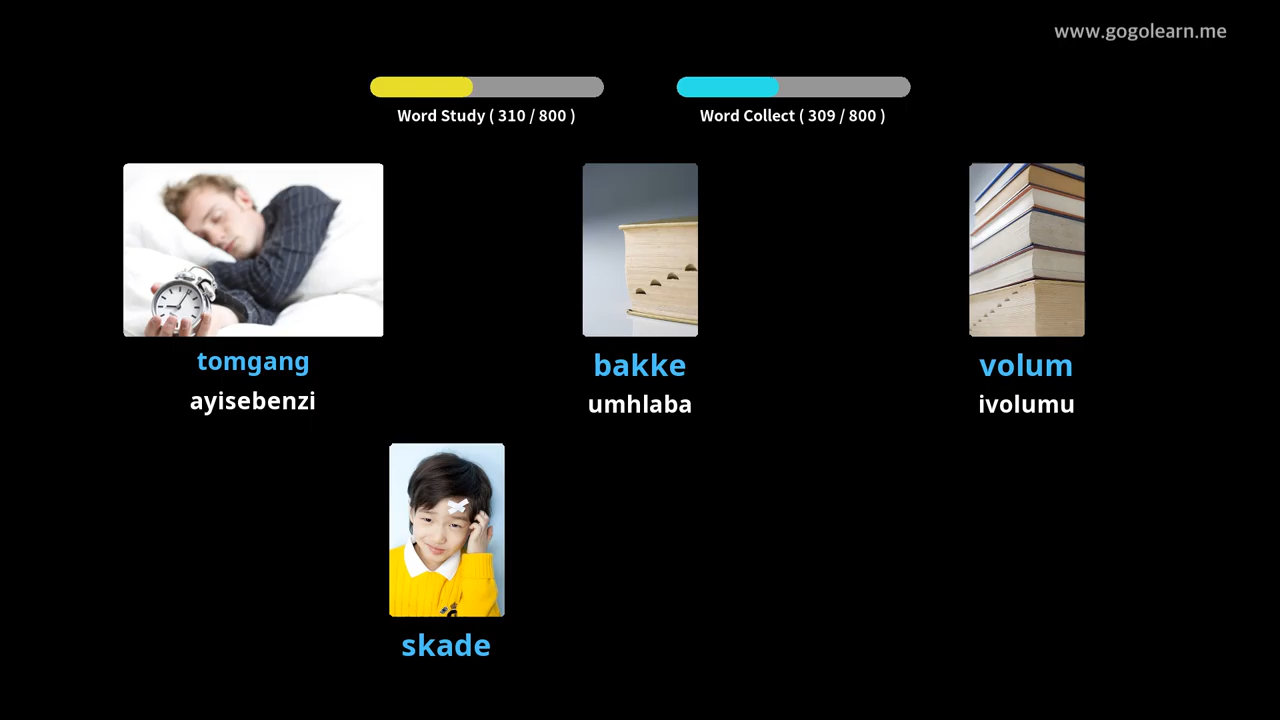 www.gogolearn.me
Word Study ( 310 / 800 )
Word Collect ( 309 / 800 )
tomgang
ayisebenzi
bakke
umhlaba
volum
ivolumu
skade